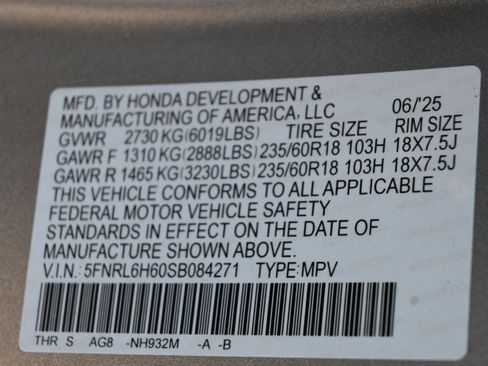 MFD. BY HONDA DEVELOPMENT &
MANUFACTURING OF AMERICA, LLC 06/'25
GVWR 2730 KG(6019LBS) TIRE SIZE RIM SIZE
GAWR F 1310 KG(2888LBS) 235/60R18 103H 18X7.5J
GAWR R 1465 KG(3230LBS) 235/60R18 103H 18X7.5J
THIS VEHICLE CONFORMS TO ALL APPLICABLE
FEDERAL MOTOR VEHICLE SAFETY
STANDARDS IN EFFECT ON THE DATE OF
MANUFACTURE SHOWN ABOVE.
V.I.N.: 5FNRL6H60SB084271 TYPE:MPV
THR S AG8 -NH932M -A -B